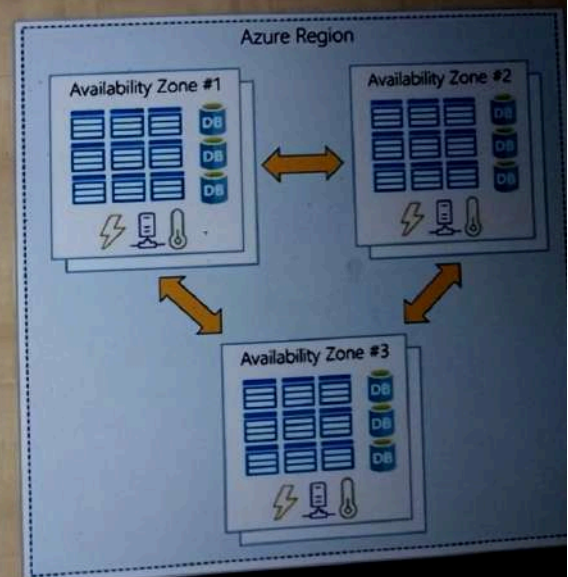 Azure Region
Availability Zone #1
Availability Zone #2
DB
DB
DB
DB
DB
DB
Availability Zone #3
DB
DB
DB